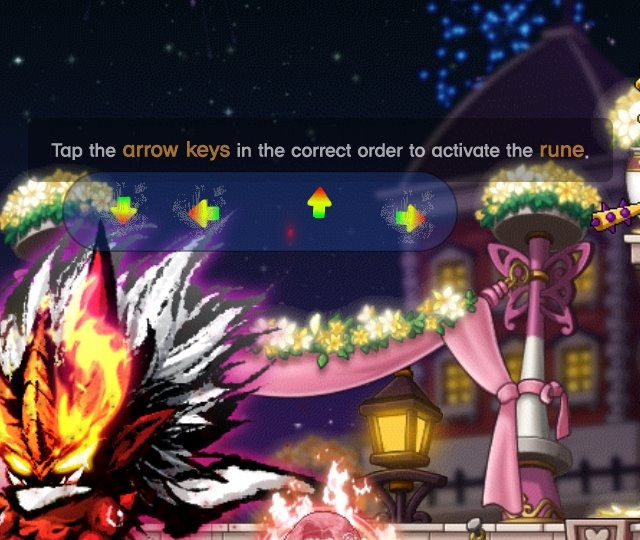 Tap the arrow keys in the correct order to activate the rune.